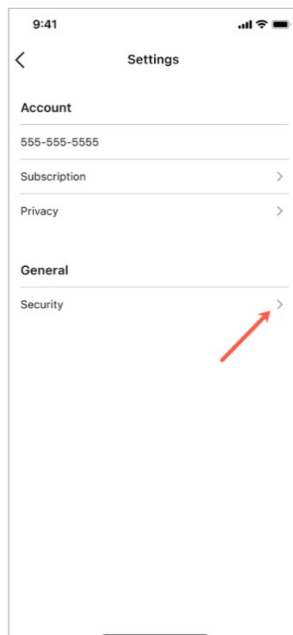 9:41
Settings
Account
555-555-5555
Subscription
Privacy
General
Security